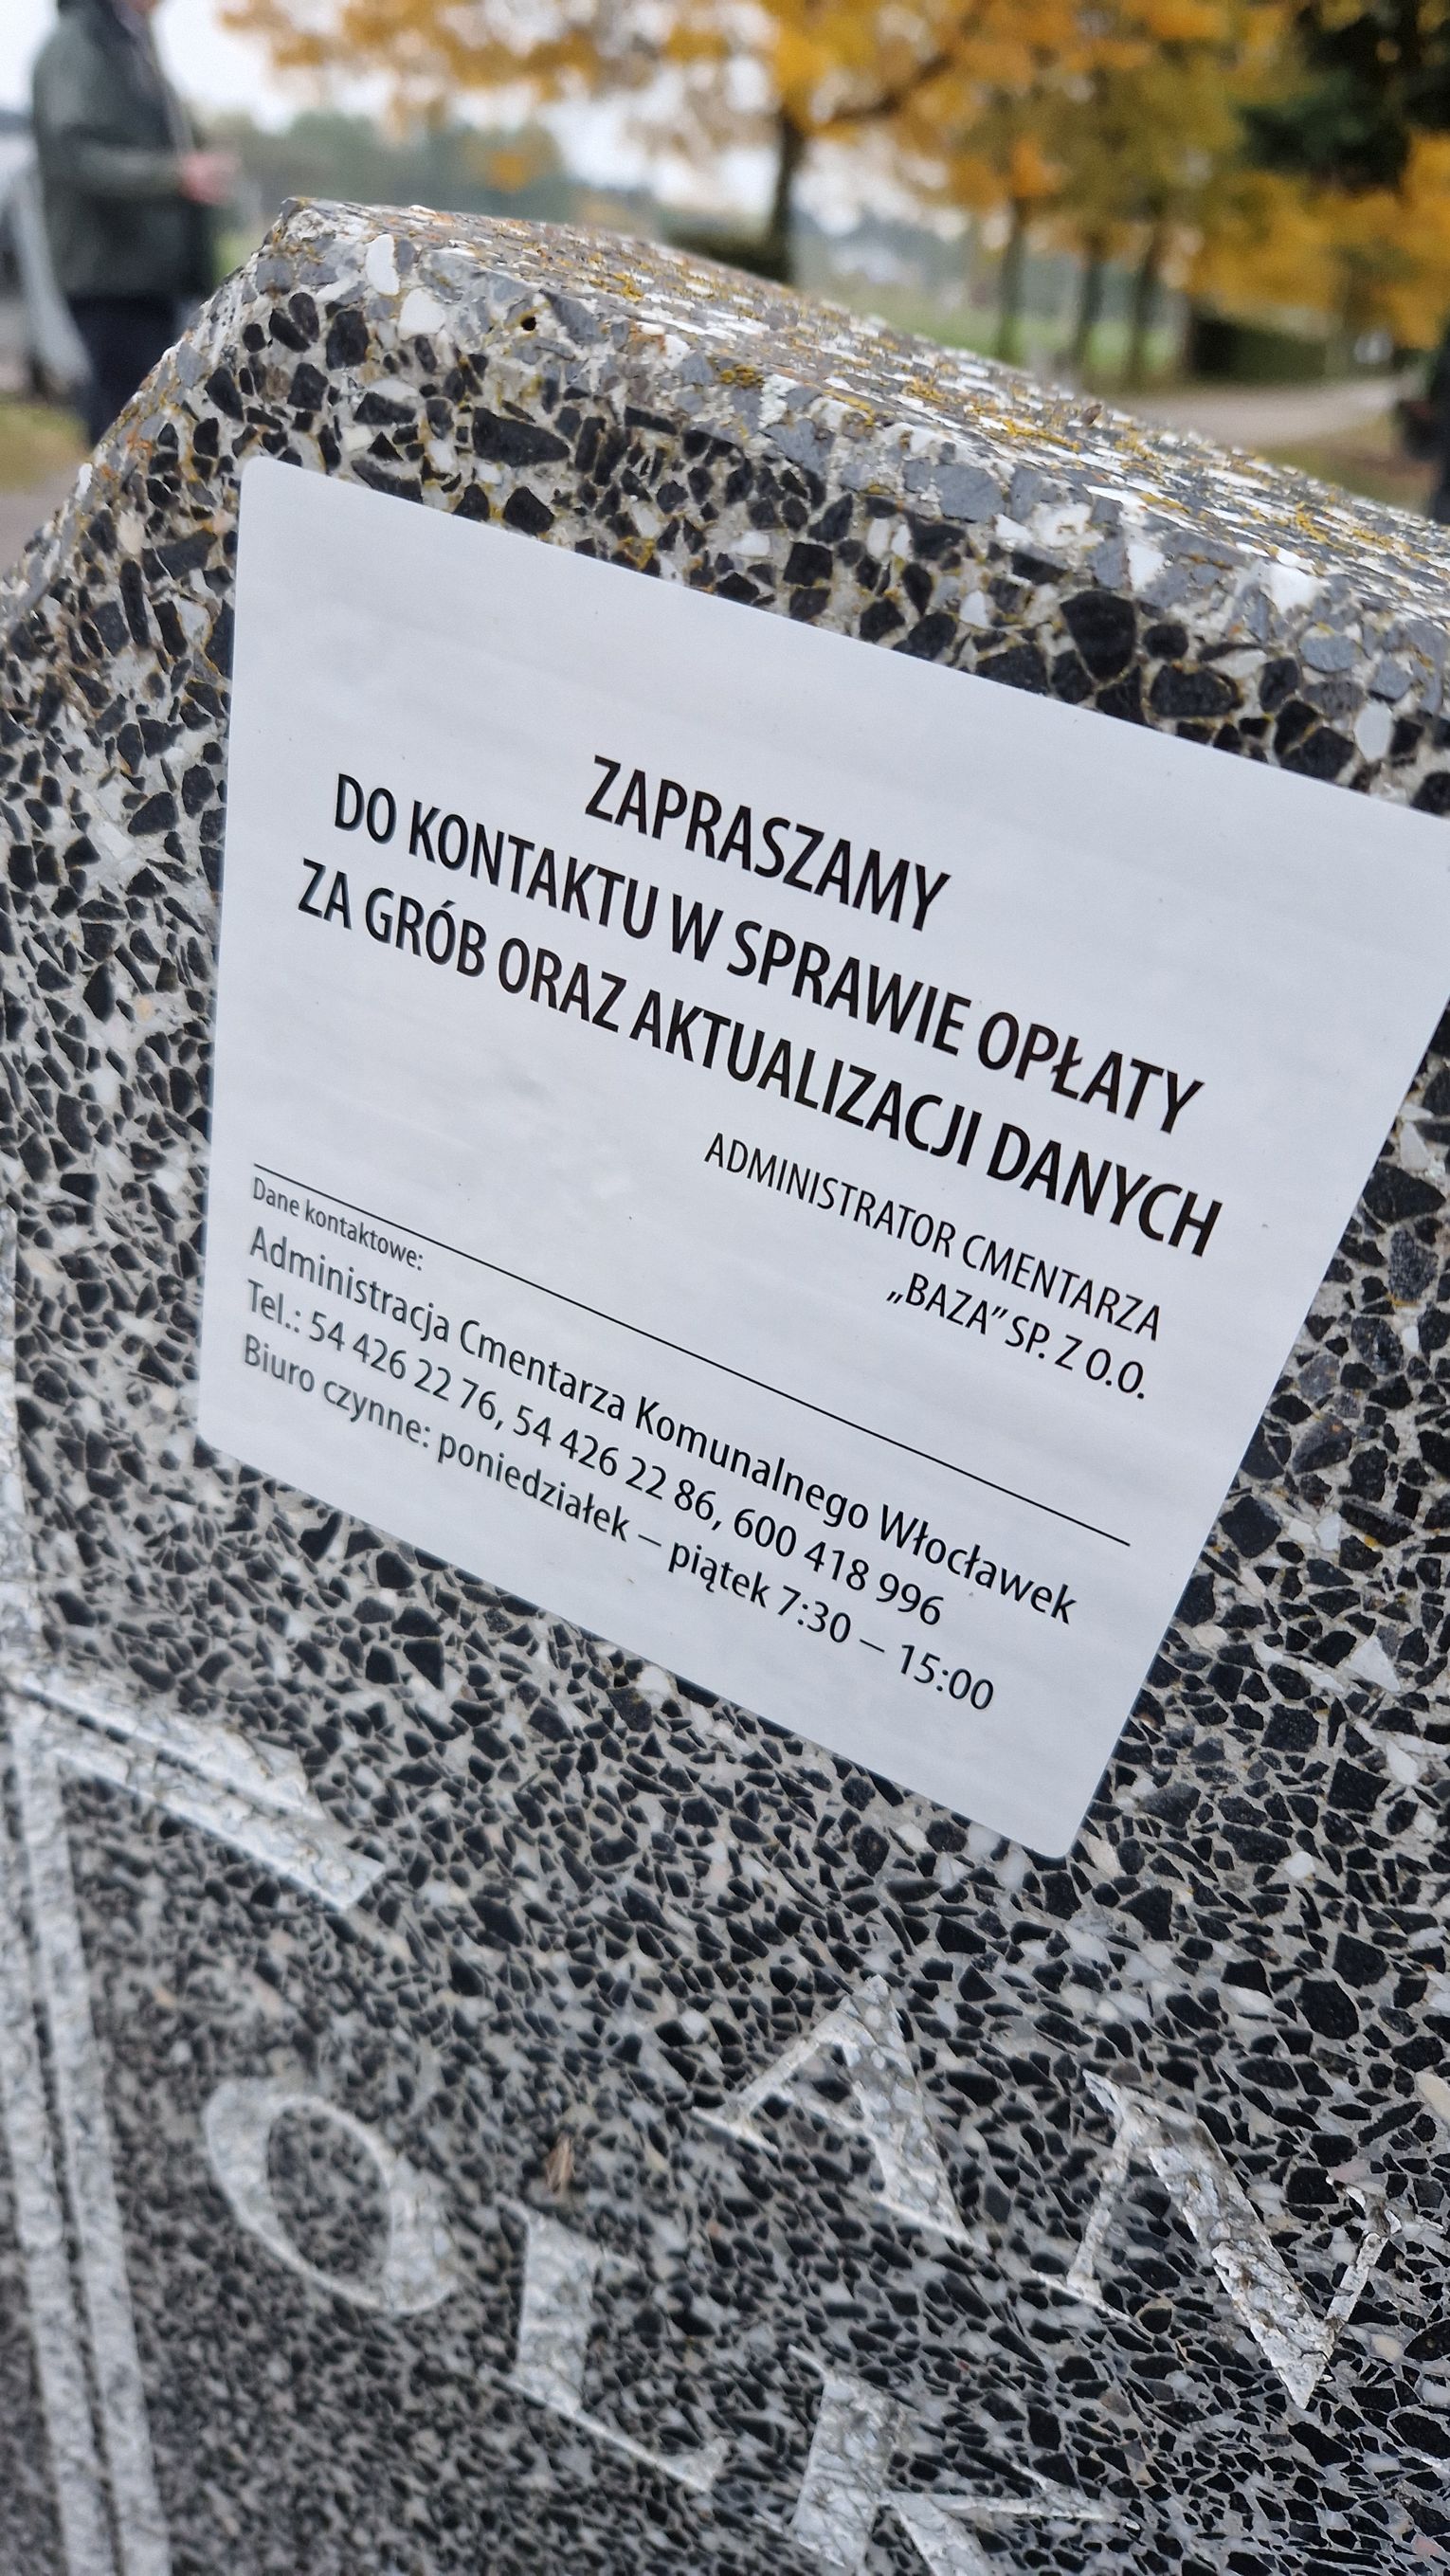 ZAPRASZAMY
DO KONTAKTU W SPRAWIE OPŁATY
ZA GRÓB ORAZ AKTUALIZACJI DANYCH
ADMINISTRATOR CMENTARZA
„BAZA” SP. Z O.O.
Dane kontaktowe:
Administracja Cmentarza Komunalnego Włocławek
Tel.: 54 426 22 76, 54 426 22 86, 600 418 996
Biuro czynne: poniedziałek – piątek 7:30 – 15:00